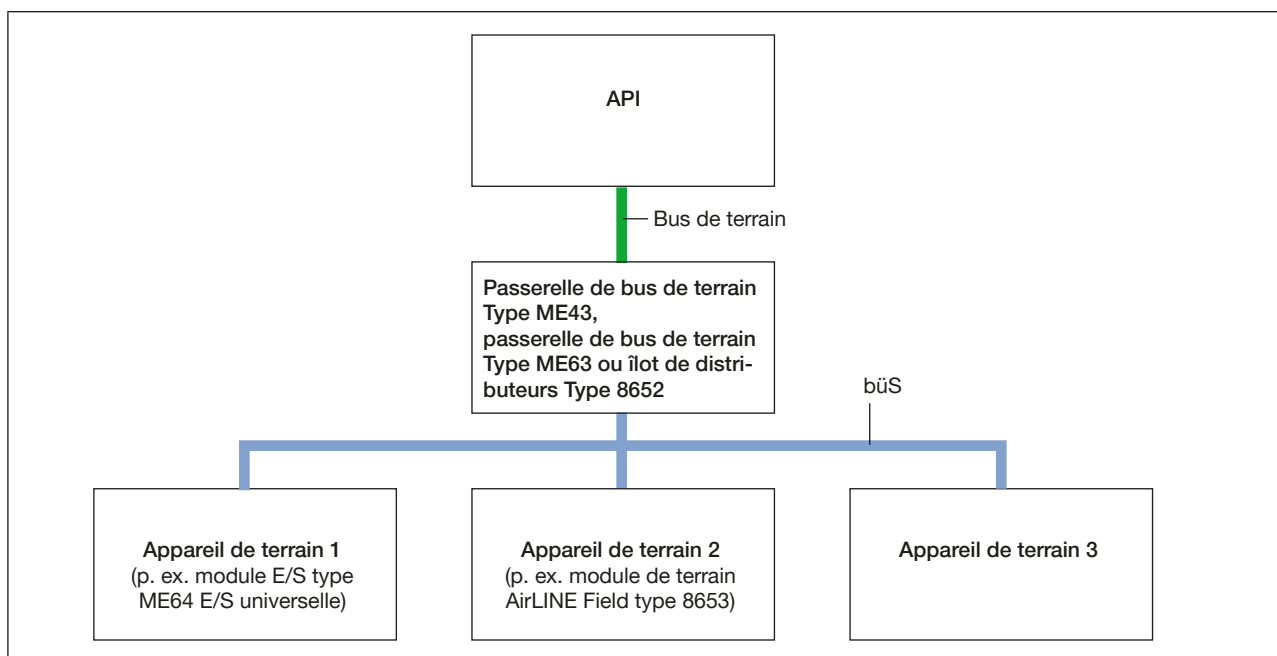 API
Bus de terrain
Passerelle de bus de terrain
Type ME43,
passerelle de bus de terrain
Type ME63 ou îlot de distri-
buteurs Type 8652
büS
Appareil de terrain 1
(p. ex. module E/S type
ME64 E/S universelle)
Appareil de terrain 2
(p. ex. module de terrain
AirLINE Field type 8653)
Appareil de terrain 3